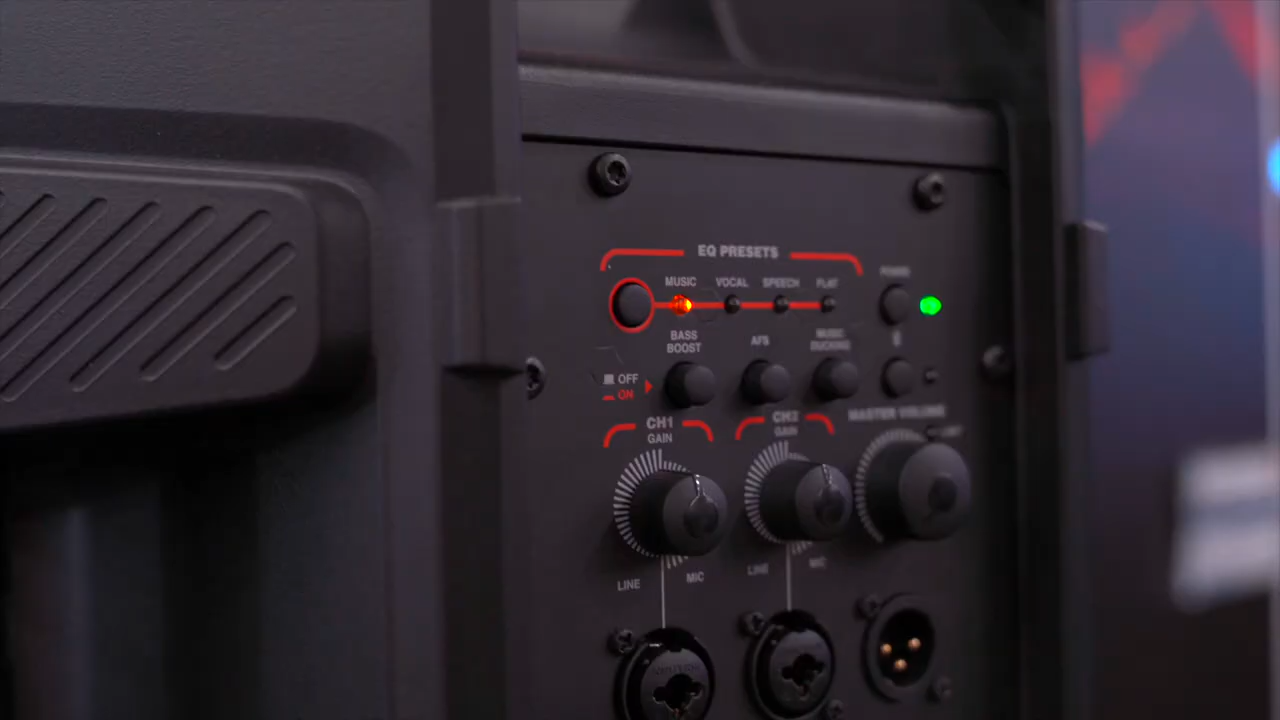 EQ PRESETS
MUSIC VOCAL SPEECH FLAT
POWER
BASS BOOST
AFS
MUSIC DUCKING
OFF
ON
CH1 GAIN
CH2 GAIN
MASTER VOLUME
LINE MIC
LINE MIC